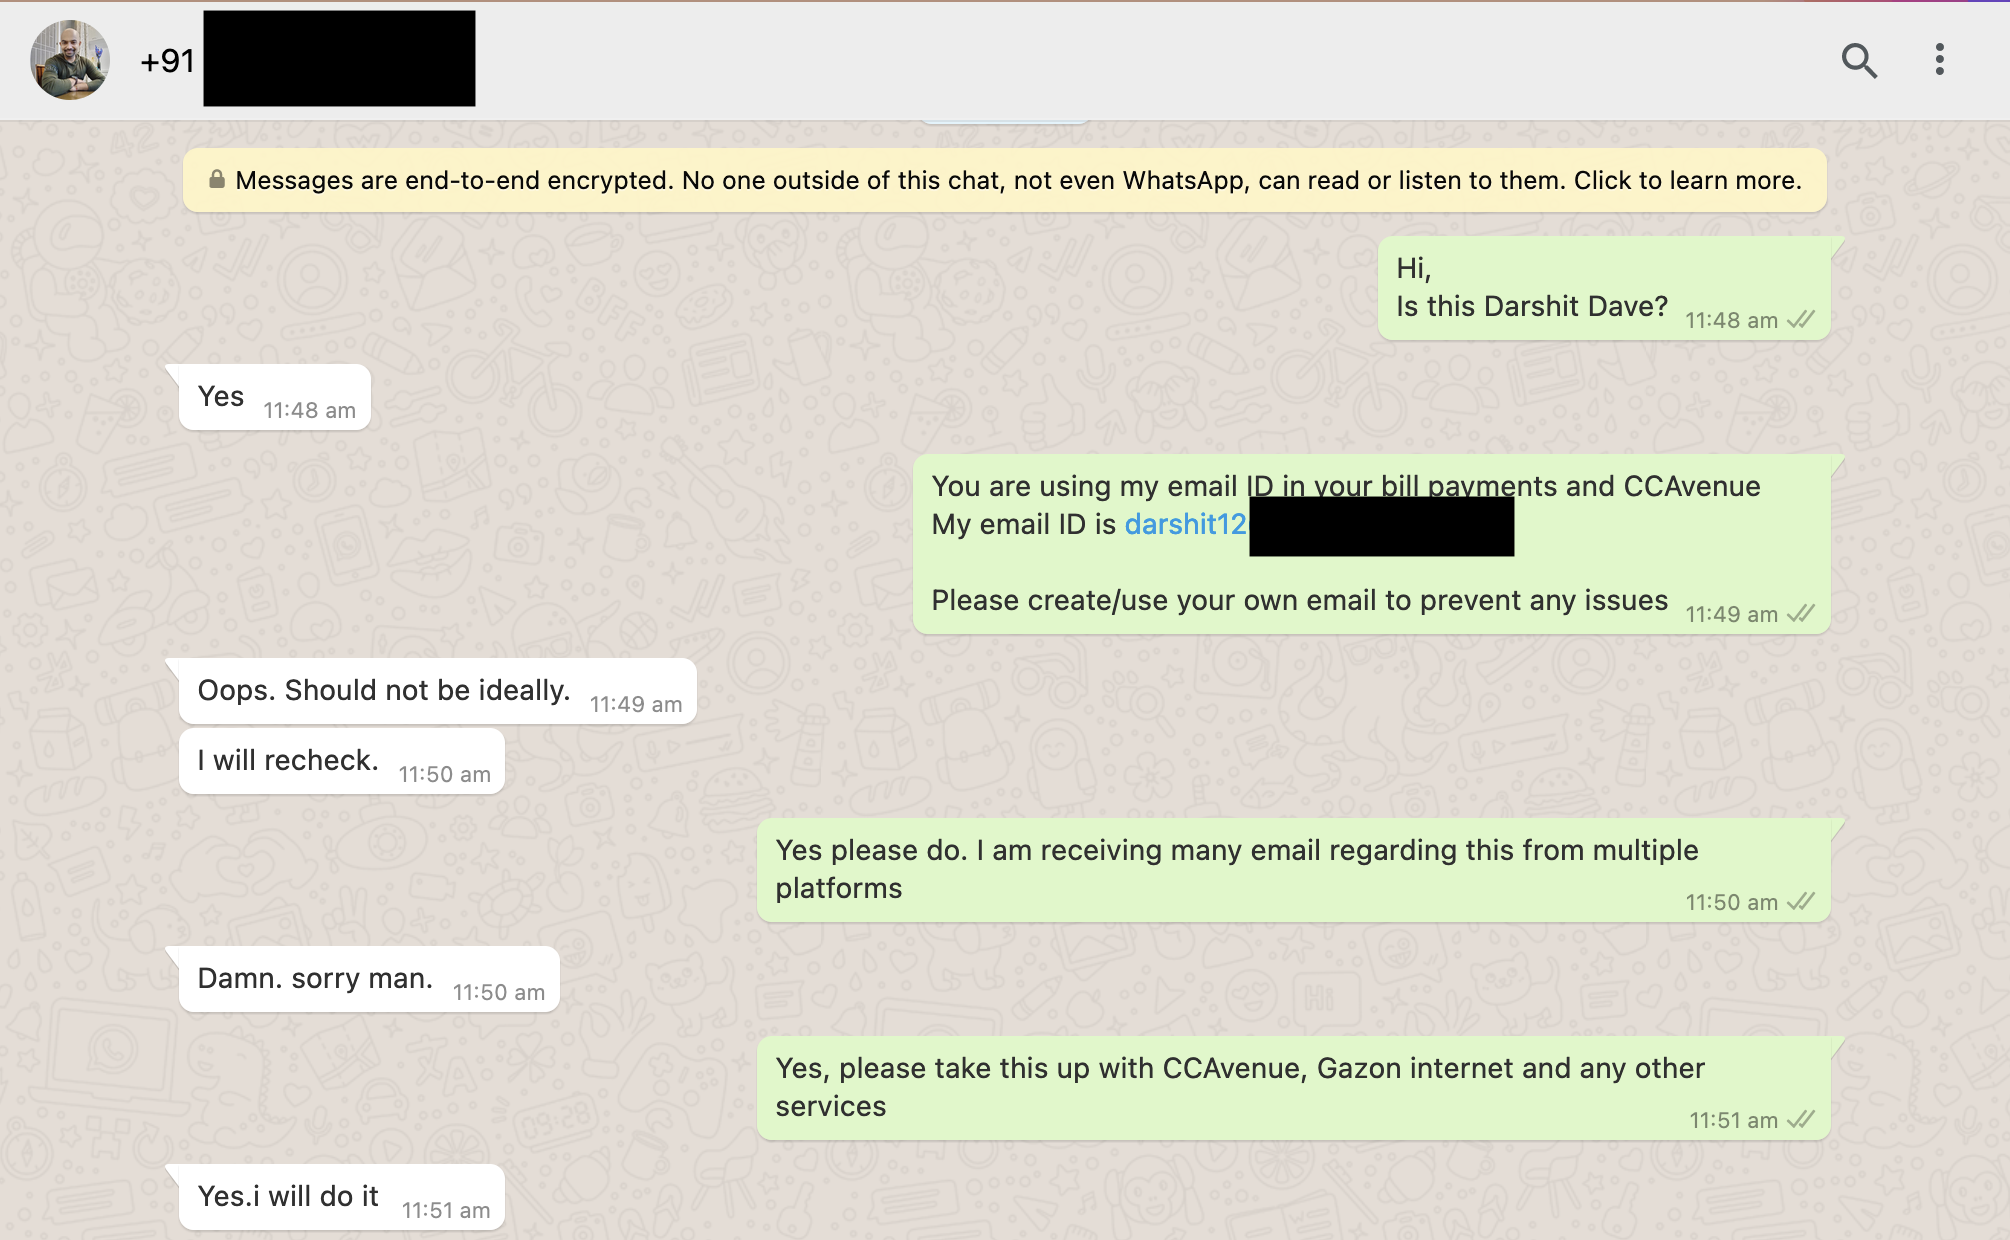 +91
Messages are end-to-end encrypted. No one outside of this chat, not even WhatsApp, can read or listen to them. Click to learn more.
Hi,
Is this Darshit Dave?
11:48 am
Yes
11:48 am
You are using my email ID in your bill payments and CCAvenue
My email ID is darshit12
Please create/use your own email to prevent any issues
11:49 am
Oops. Should not be ideally.
11:49 am
I will recheck.
11:50 am
Yes please do. I am receiving many email regarding this from multiple
platforms
11:50 am
Damn. sorry man.
11:50 am
Yes, please take this up with CCAvenue, Gazon internet and any other
services
11:51 am
Yes.i will do it
11:51 am